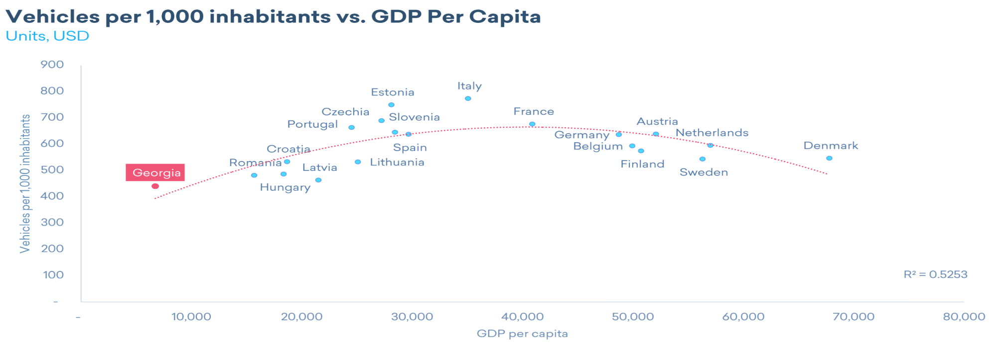 Vehicles per 1,000 inhabitants vs. GDP Per Capita
Units, USD
Vehicles per 1,000 inhabitants
900
800
700
600
500
400
300
200
100
-
Georgia
Romania
Croatia
Hungary
Latvia
Portugal
Czechia
Estonia
Slovenia
Spain
Lithuania
Italy
France
Germany
Belgium
Finland
Austria
Netherlands
Sweden
Denmark
R² = 0.5253
-
10,000
20,000
30,000
40,000
50,000
60,000
70,000
80,000
GDP per capita